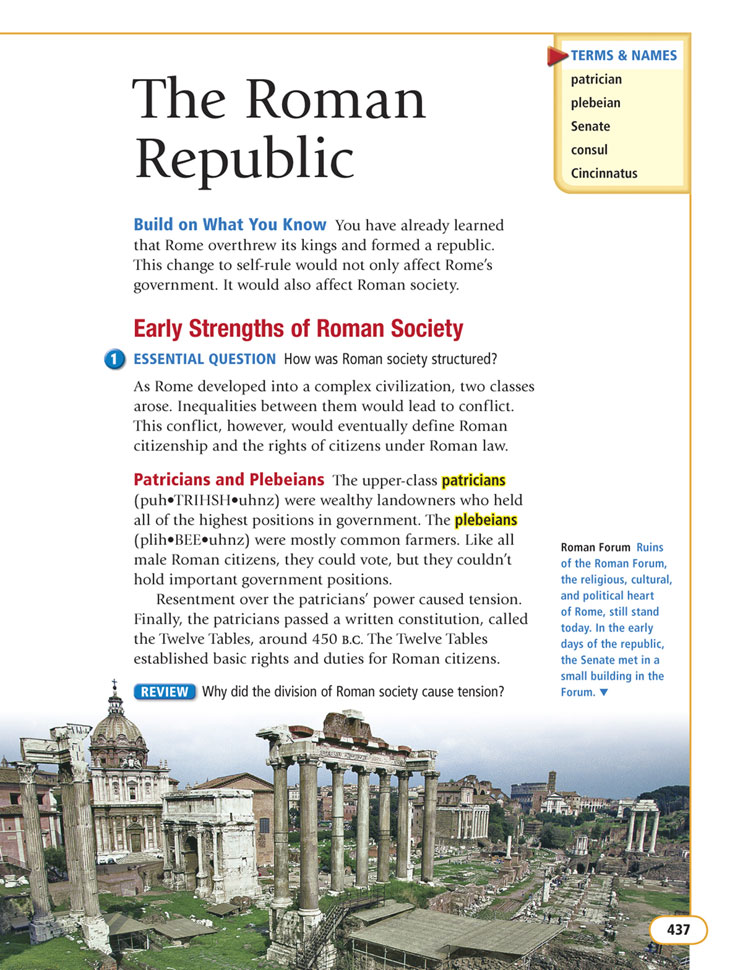 The Roman
Republic
TERMS & NAMES
patrician
plebeian
Senate
consul
Cincinnatus
Build on What You Know You have already learned
that Rome overthrew its kings and formed a republic.
This change to self-rule would not only affect Rome's
government. It would also affect Roman society.
Early Strengths of Roman Society
1 ESSENTIAL QUESTION How was Roman society structured?
As Rome developed into a complex civilization, two classes
arose. Inequalities between them would lead to conflict.
This conflict, however, would eventually define Roman
citizenship and the rights of citizens under Roman law.
Patricians and Plebeians The upper-class patricians
(puh•TRIHSH•uhnz) were wealthy landowners who held
all of the highest positions in government. The plebeians
(plih•BEE•uhnz) were mostly common farmers. Like all
male Roman citizens, they could vote, but they couldn't
hold important government positions.
Resentment over the patricians' power caused tension.
Finally, the patricians passed a written constitution, called
the Twelve Tables, around 450 B.C. The Twelve Tables
established basic rights and duties for Roman citizens.
REVIEW Why did the division of Roman society cause tension?
Roman Forum Ruins
of the Roman Forum,
the religious, cultural,
and political heart
of Rome, still stand
today. In the early
days of the republic,
the Senate met in a
small building in the
Forum. ▼
437